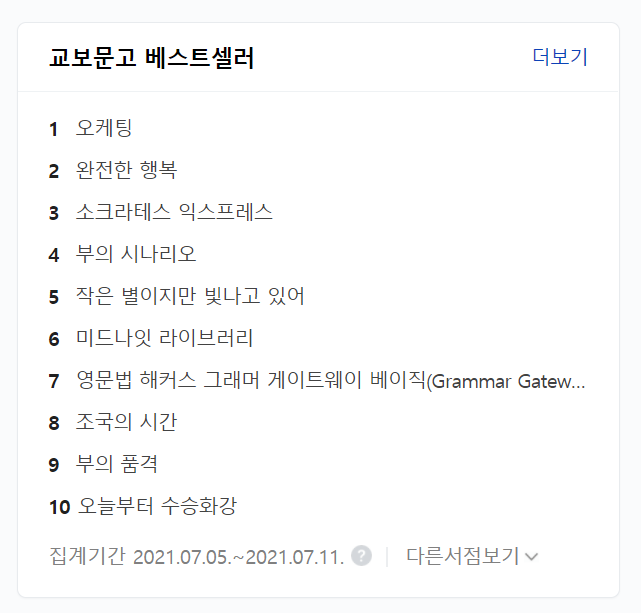 교보문고 베스트셀러 더보기
1 오케팅
2 완전한 행복
3 소크라테스 익스프레스
4 부의 시나리오
5 작은 별이지만 빛나고 있어
6 미드나잇 라이브러리
7 영문법 해커스 그래머 게이트웨이 베이직(Grammar Gatew...
8 조국의 시간
9 부의 품격
10 오늘부터 수승화강
집계기간 2021.07.05.~2021.07.11. ? 다른서점보기